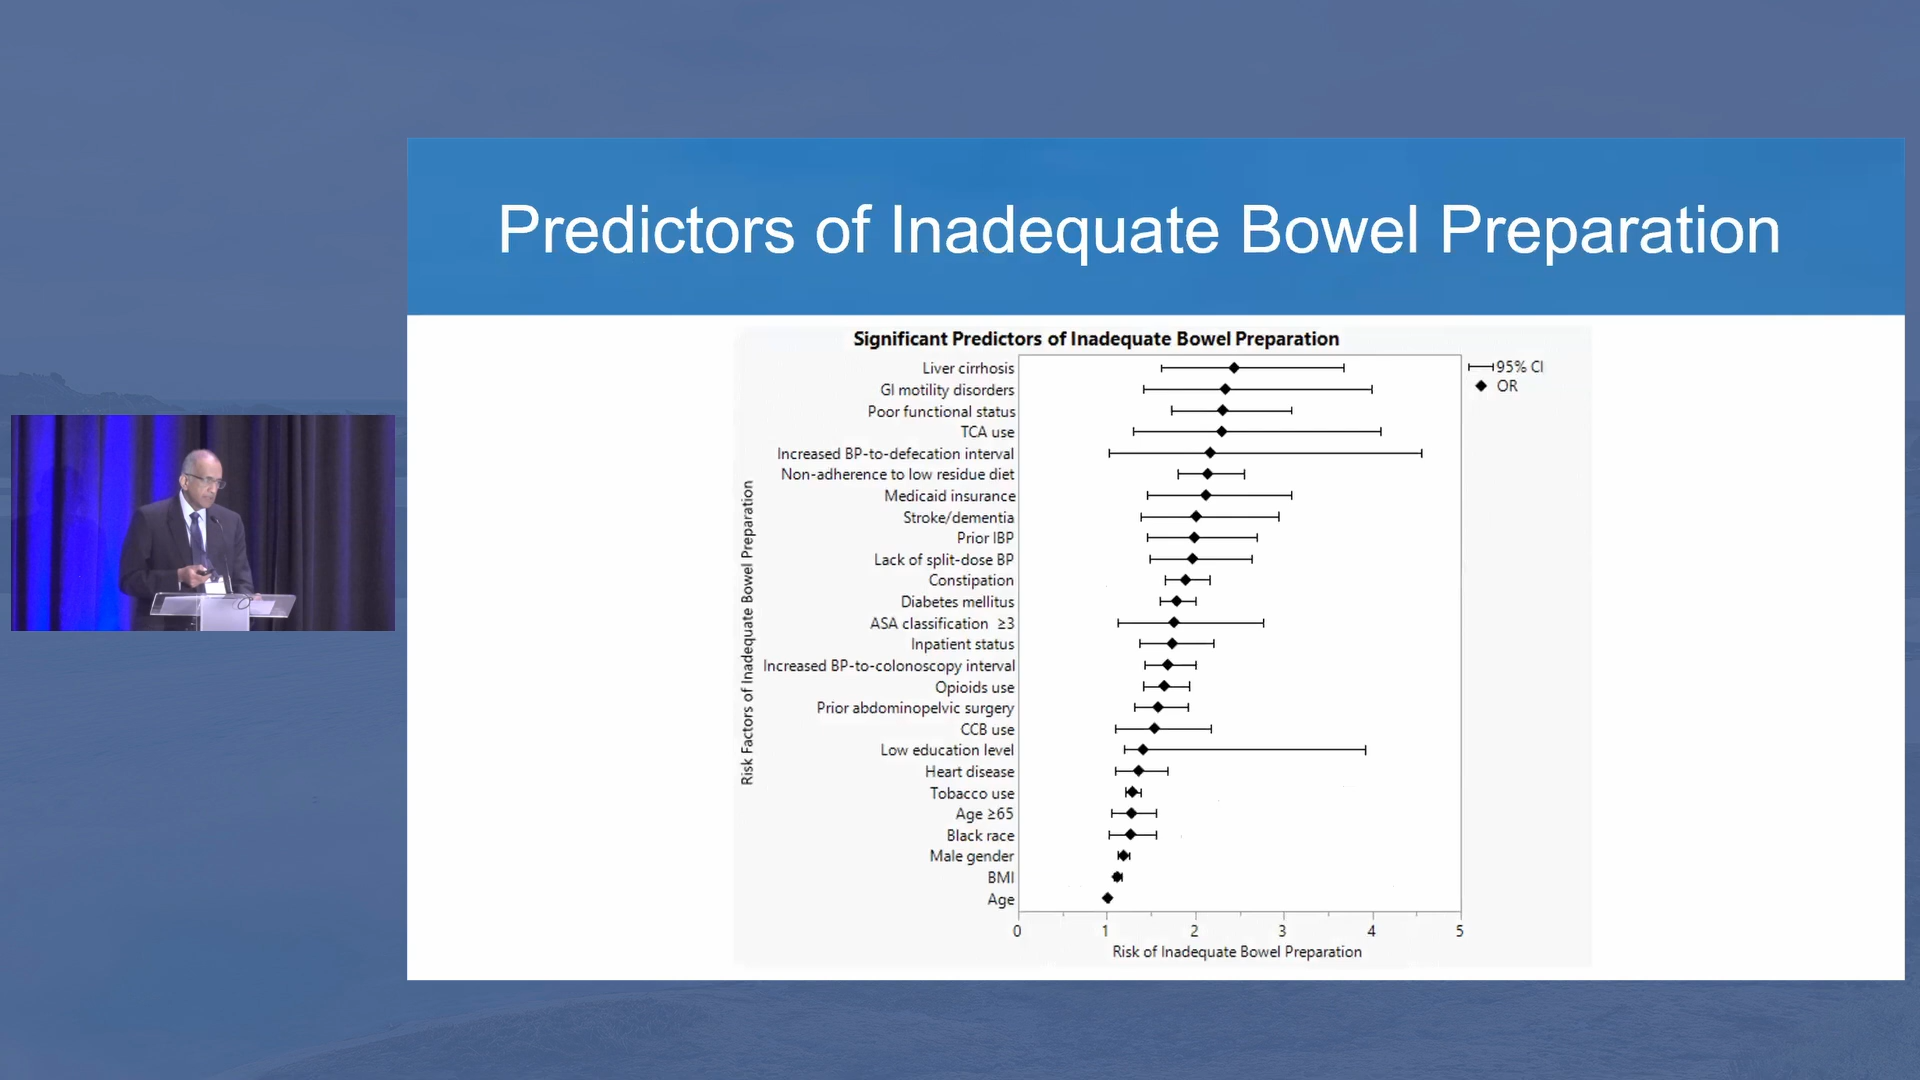 Predictors of Inadequate Bowel Preparation
Significant Predictors of Inadequate Bowel Preparation
Risk Factors of Inadequate Bowel Preparation
Liver cirrhosis
GI motility disorders
Poor functional status
TCA use
Increased BP-to-defecation interval
Non-adherence to low residue diet
Medicaid insurance
Stroke/dementia
Prior IBP
Lack of split-dose BP
Constipation
Diabetes mellitus
ASA classification ≥3
Inpatient status
Increased BP-to-colonoscopy interval
Opioids use
Prior abdominopelvic surgery
CCB use
Low education level
Heart disease
Tobacco use
Age ≥65
Black race
Male gender
BMI
Age
0 1 2 3 4 5
Risk of Inadequate Bowel Preparation
95% CI
OR